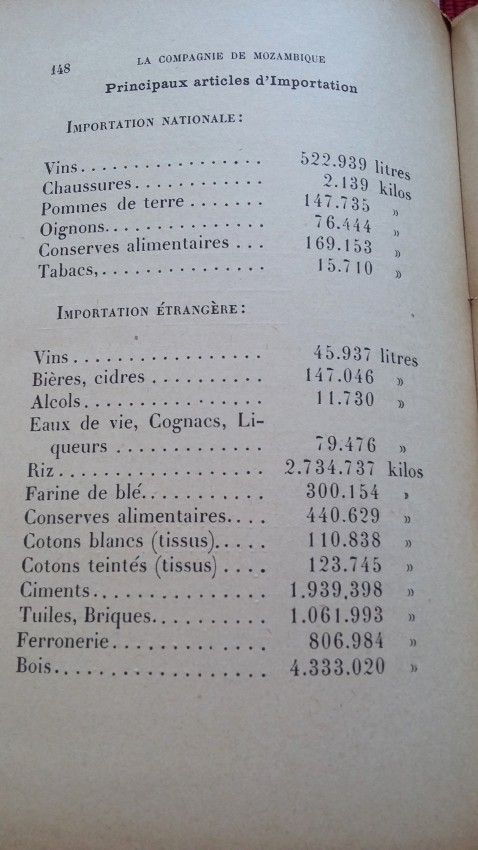 148
LA COMPAGNIE DE MOZAMBIQUE
Principaux articles d'Importation
IMPORTATION NATIONALE:
Vins................. 522.939 litres
Chaussures............. 2.139 kilos
Pommes de terre ....... 147.735 »
Oignons.............. 76.444 »
Conserves alimentaires ... 169.153 »
Tabacs,............... 15.710 »
IMPORTATION ÉTRANGÈRE:
Vins................. 45.937 litres
Bières, cidres .......... 147.046 »
Alcols................ 11.730 »
Eaux de vie, Cognacs, Li-
queurs ............. 79.476 »
Riz................... 2.734.737 kilos
Farine de blé........... 300.154 »
Conserves alimentaires.... 440.629 »
Cotons blancs (tissus)..... 110.838 »
Cotons teintés (tissus) .... 123.745 »
Ciments................ 1.939,398 »
Tuiles, Briques.......... 1.061.993 »
Ferronerie.............. 806.984 »
Bois................... 4.333.020 »